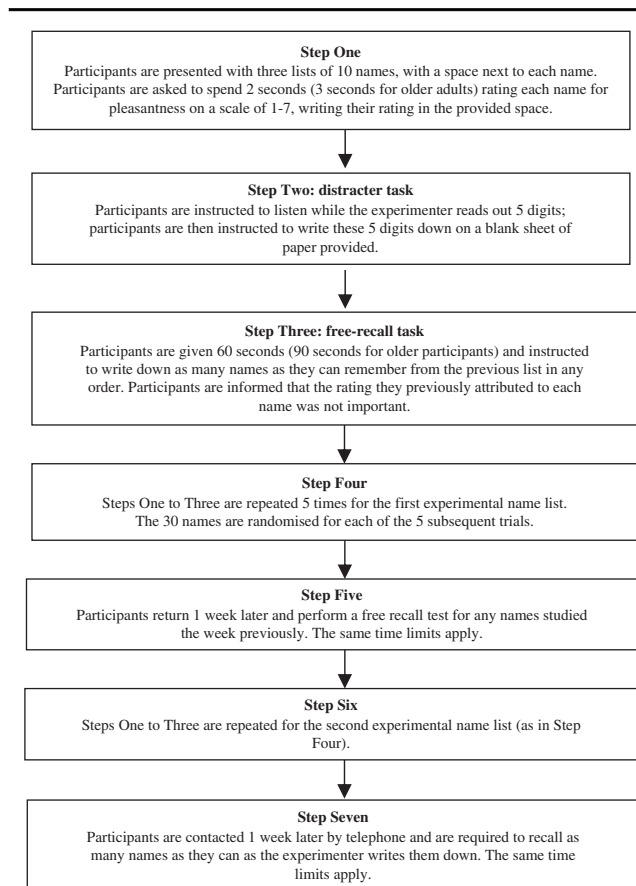 Step One
Participants are presented with three lists of 10 names, with a space next to each name.
Participants are asked to spend 2 seconds (3 seconds for older adults) rating each name for
pleasantness on a scale of 1-7, writing their rating in the provided space.
Step Two: distracter task
Participants are instructed to listen while the experimenter reads out 5 digits;
participants are then instructed to write these 5 digits down on a blank sheet of
paper provided.
Step Three: free-recall task
Participants are given 60 seconds (90 seconds for older participants) and instructed
to write down as many names as they can remember from the previous list in any
order. Participants are informed that the rating they previously attributed to each
name was not important.
Step Four
Steps One to Three are repeated 5 times for the first experimental name list.
The 30 names are randomised for each of the 5 subsequent trials.
Step Five
Participants return 1 week later and perform a free recall test for any names studied
the week previously. The same time limits apply.
Step Six
Steps One to Three are repeated for the second experimental name list (as in Step
Four).
Step Seven
Participants are contacted 1 week later by telephone and are required to recall as
many names as they can as the experimenter writes them down. The same time
limits apply.